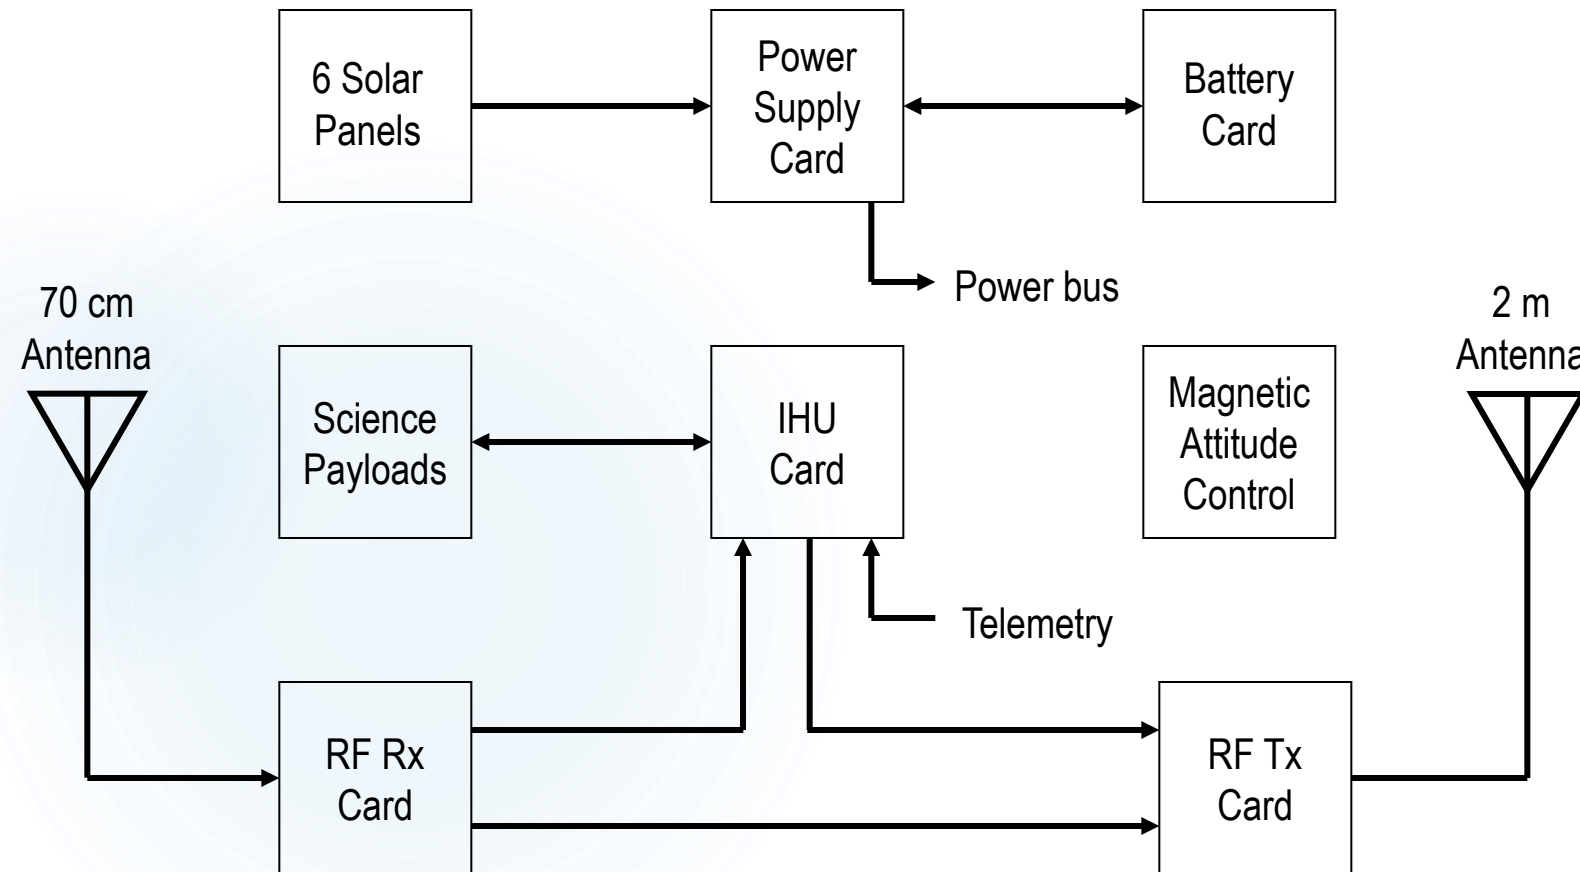 6 Solar
Panels
Power
Supply
Card
Battery
Card
Power bus
70 cm
Antenna
2 m
Antenna
Science
Payloads
IHU
Card
Magnetic
Attitude
Control
Telemetry
RF Rx
Card
RF Tx
Card